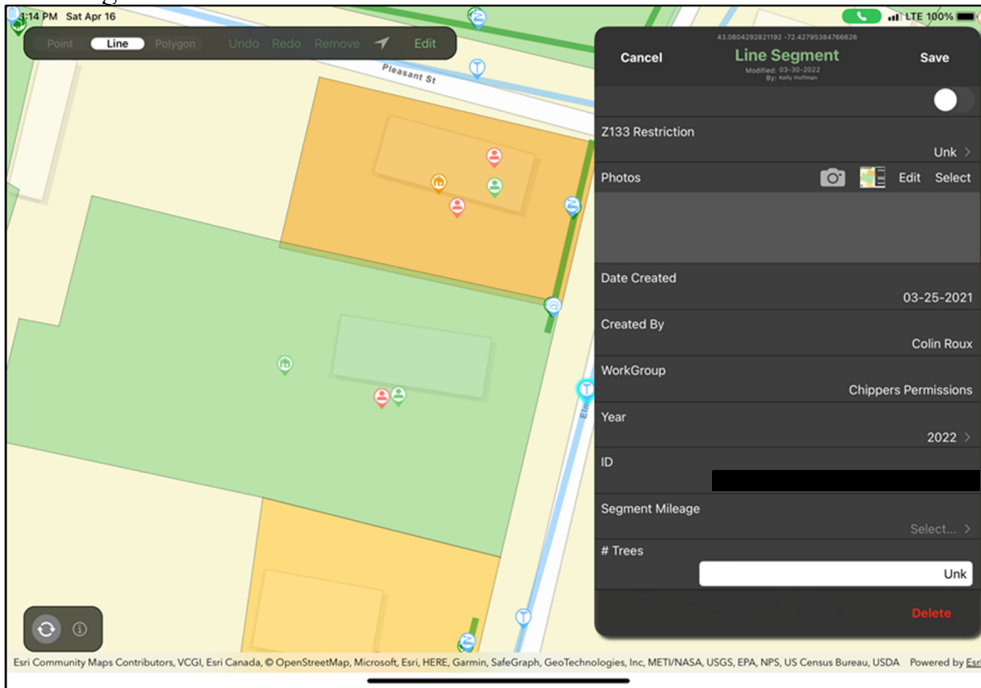 1:14 PM Sat Apr 16
LTE 100%
Point Line Polygon Undo Redo Remove Edit
Pleasant St
43.0804292821192 -72.42795384766626
Cancel Line Segment Save
Modified: 03-30-2022
By: Kelly Hoffman
Z133 Restriction
Unk >
Photos Edit Select
Date Created
03-25-2021
Created By
Colin Roux
WorkGroup
Chippers Permissions
Year
2022 >
ID
Segment Mileage
Select... >
# Trees
Unk
Delete
Esri Community Maps Contributors, VCGI, Esri Canada, © OpenStreetMap, Microsoft, Esri, HERE, Garmin, SafeGraph, GeoTechnologies, Inc, METI/NASA, USGS, EPA, NPS, US Census Bureau, USDA Powered by Esri